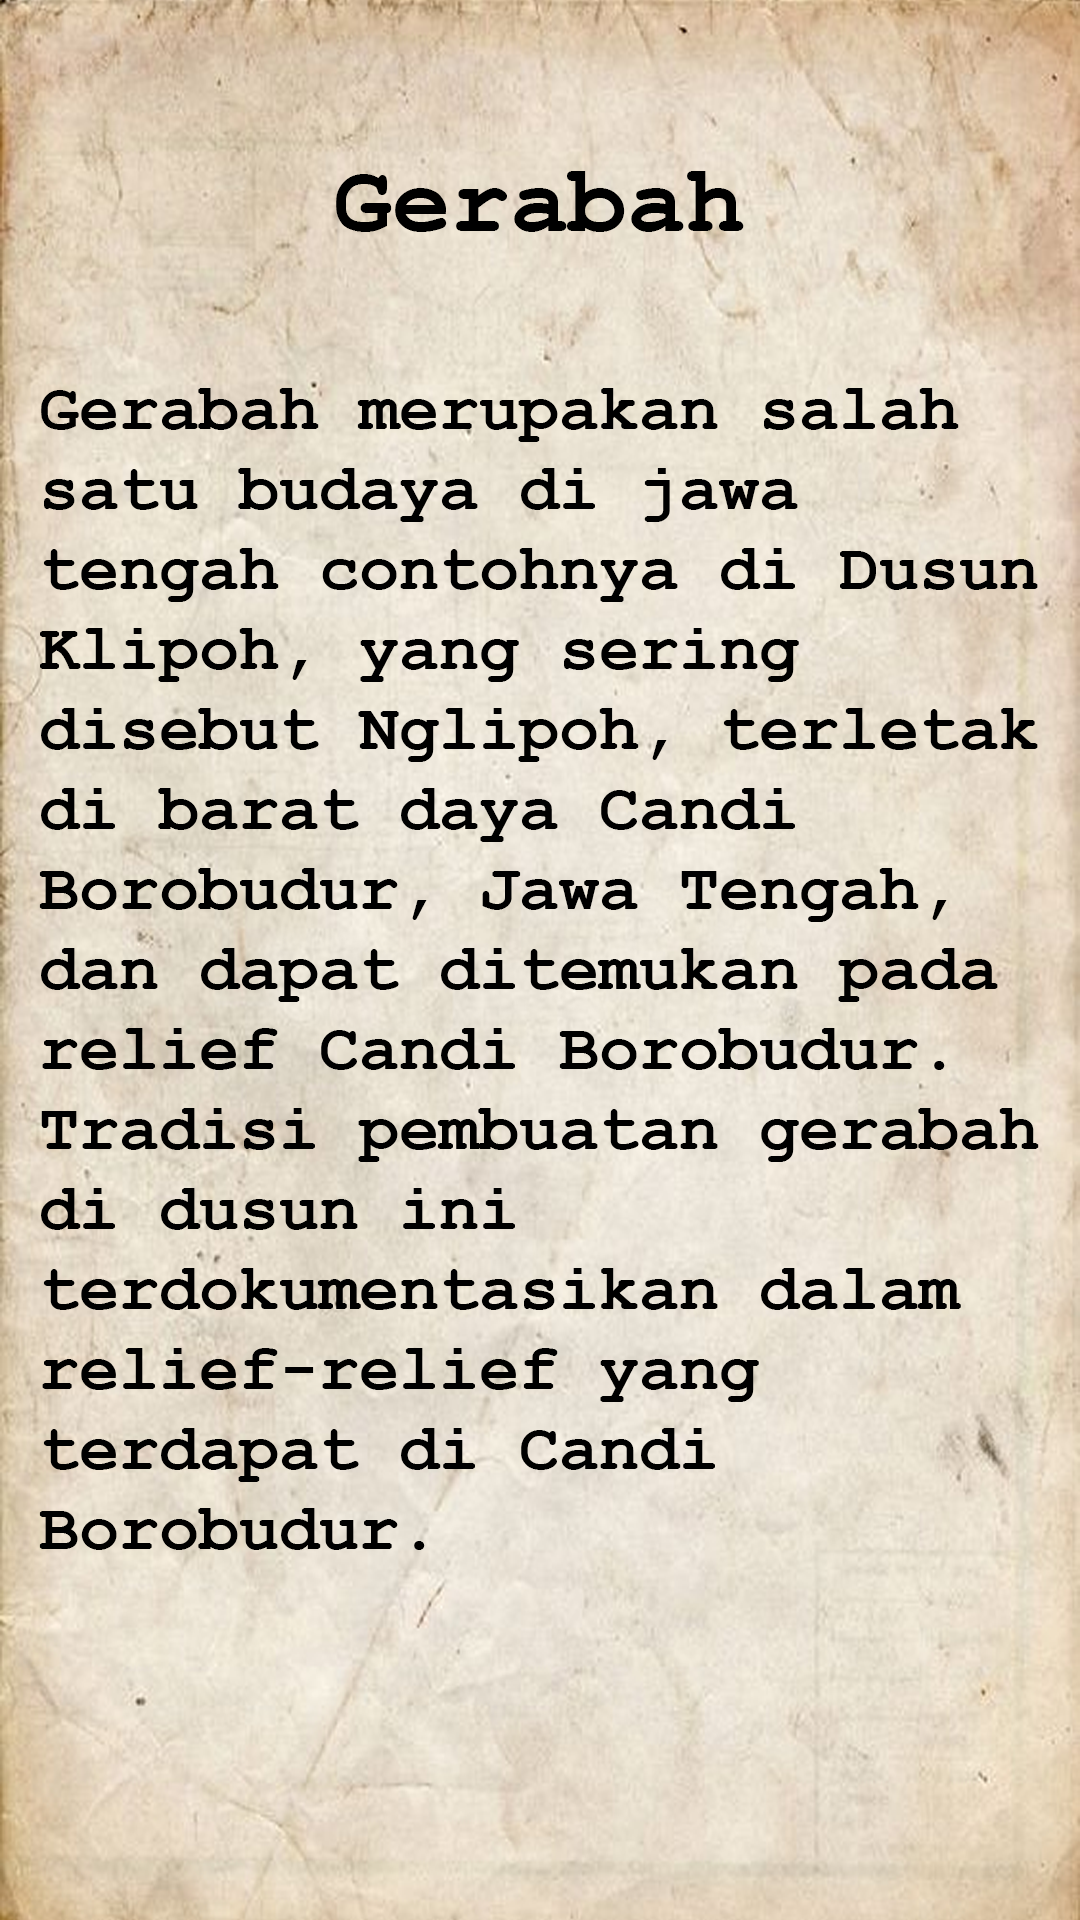 Gerabah
Gerabah merupakan salah
satu budaya di jawa
tengah contohnya di Dusun
Klipoh, yang sering
disebut Nglipoh, terletak
di barat daya Candi
Borobudur, Jawa Tengah,
dan dapat ditemukan pada
relief Candi Borobudur.
Tradisi pembuatan gerabah
di dusun ini
terdokumentasikan dalam
relief-relief yang
terdapat di Candi
Borobudur.